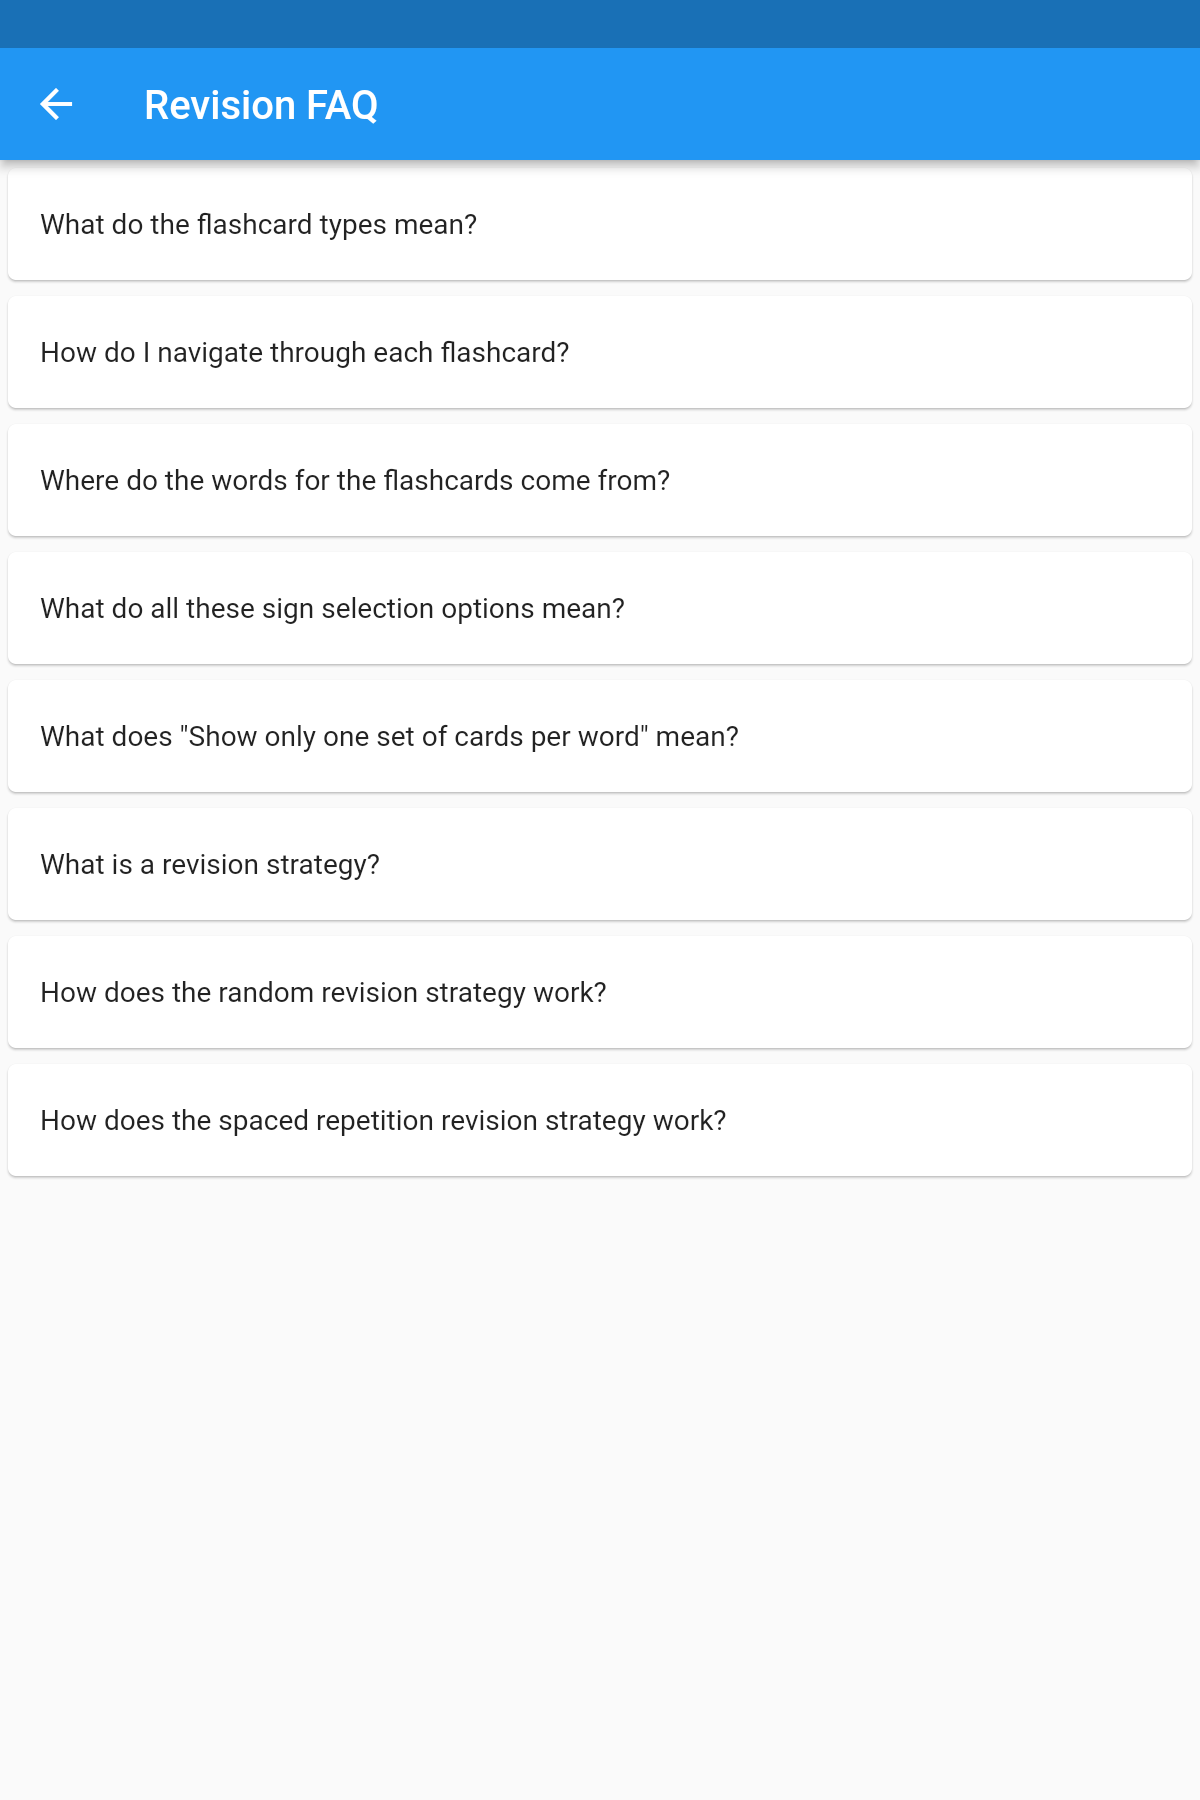 Revision FAQ
What do the flashcard types mean?
How do I navigate through each flashcard?
Where do the words for the flashcards come from?
What do all these sign selection options mean?
What does "Show only one set of cards per word" mean?
What is a revision strategy?
How does the random revision strategy work?
How does the spaced repetition revision strategy work?